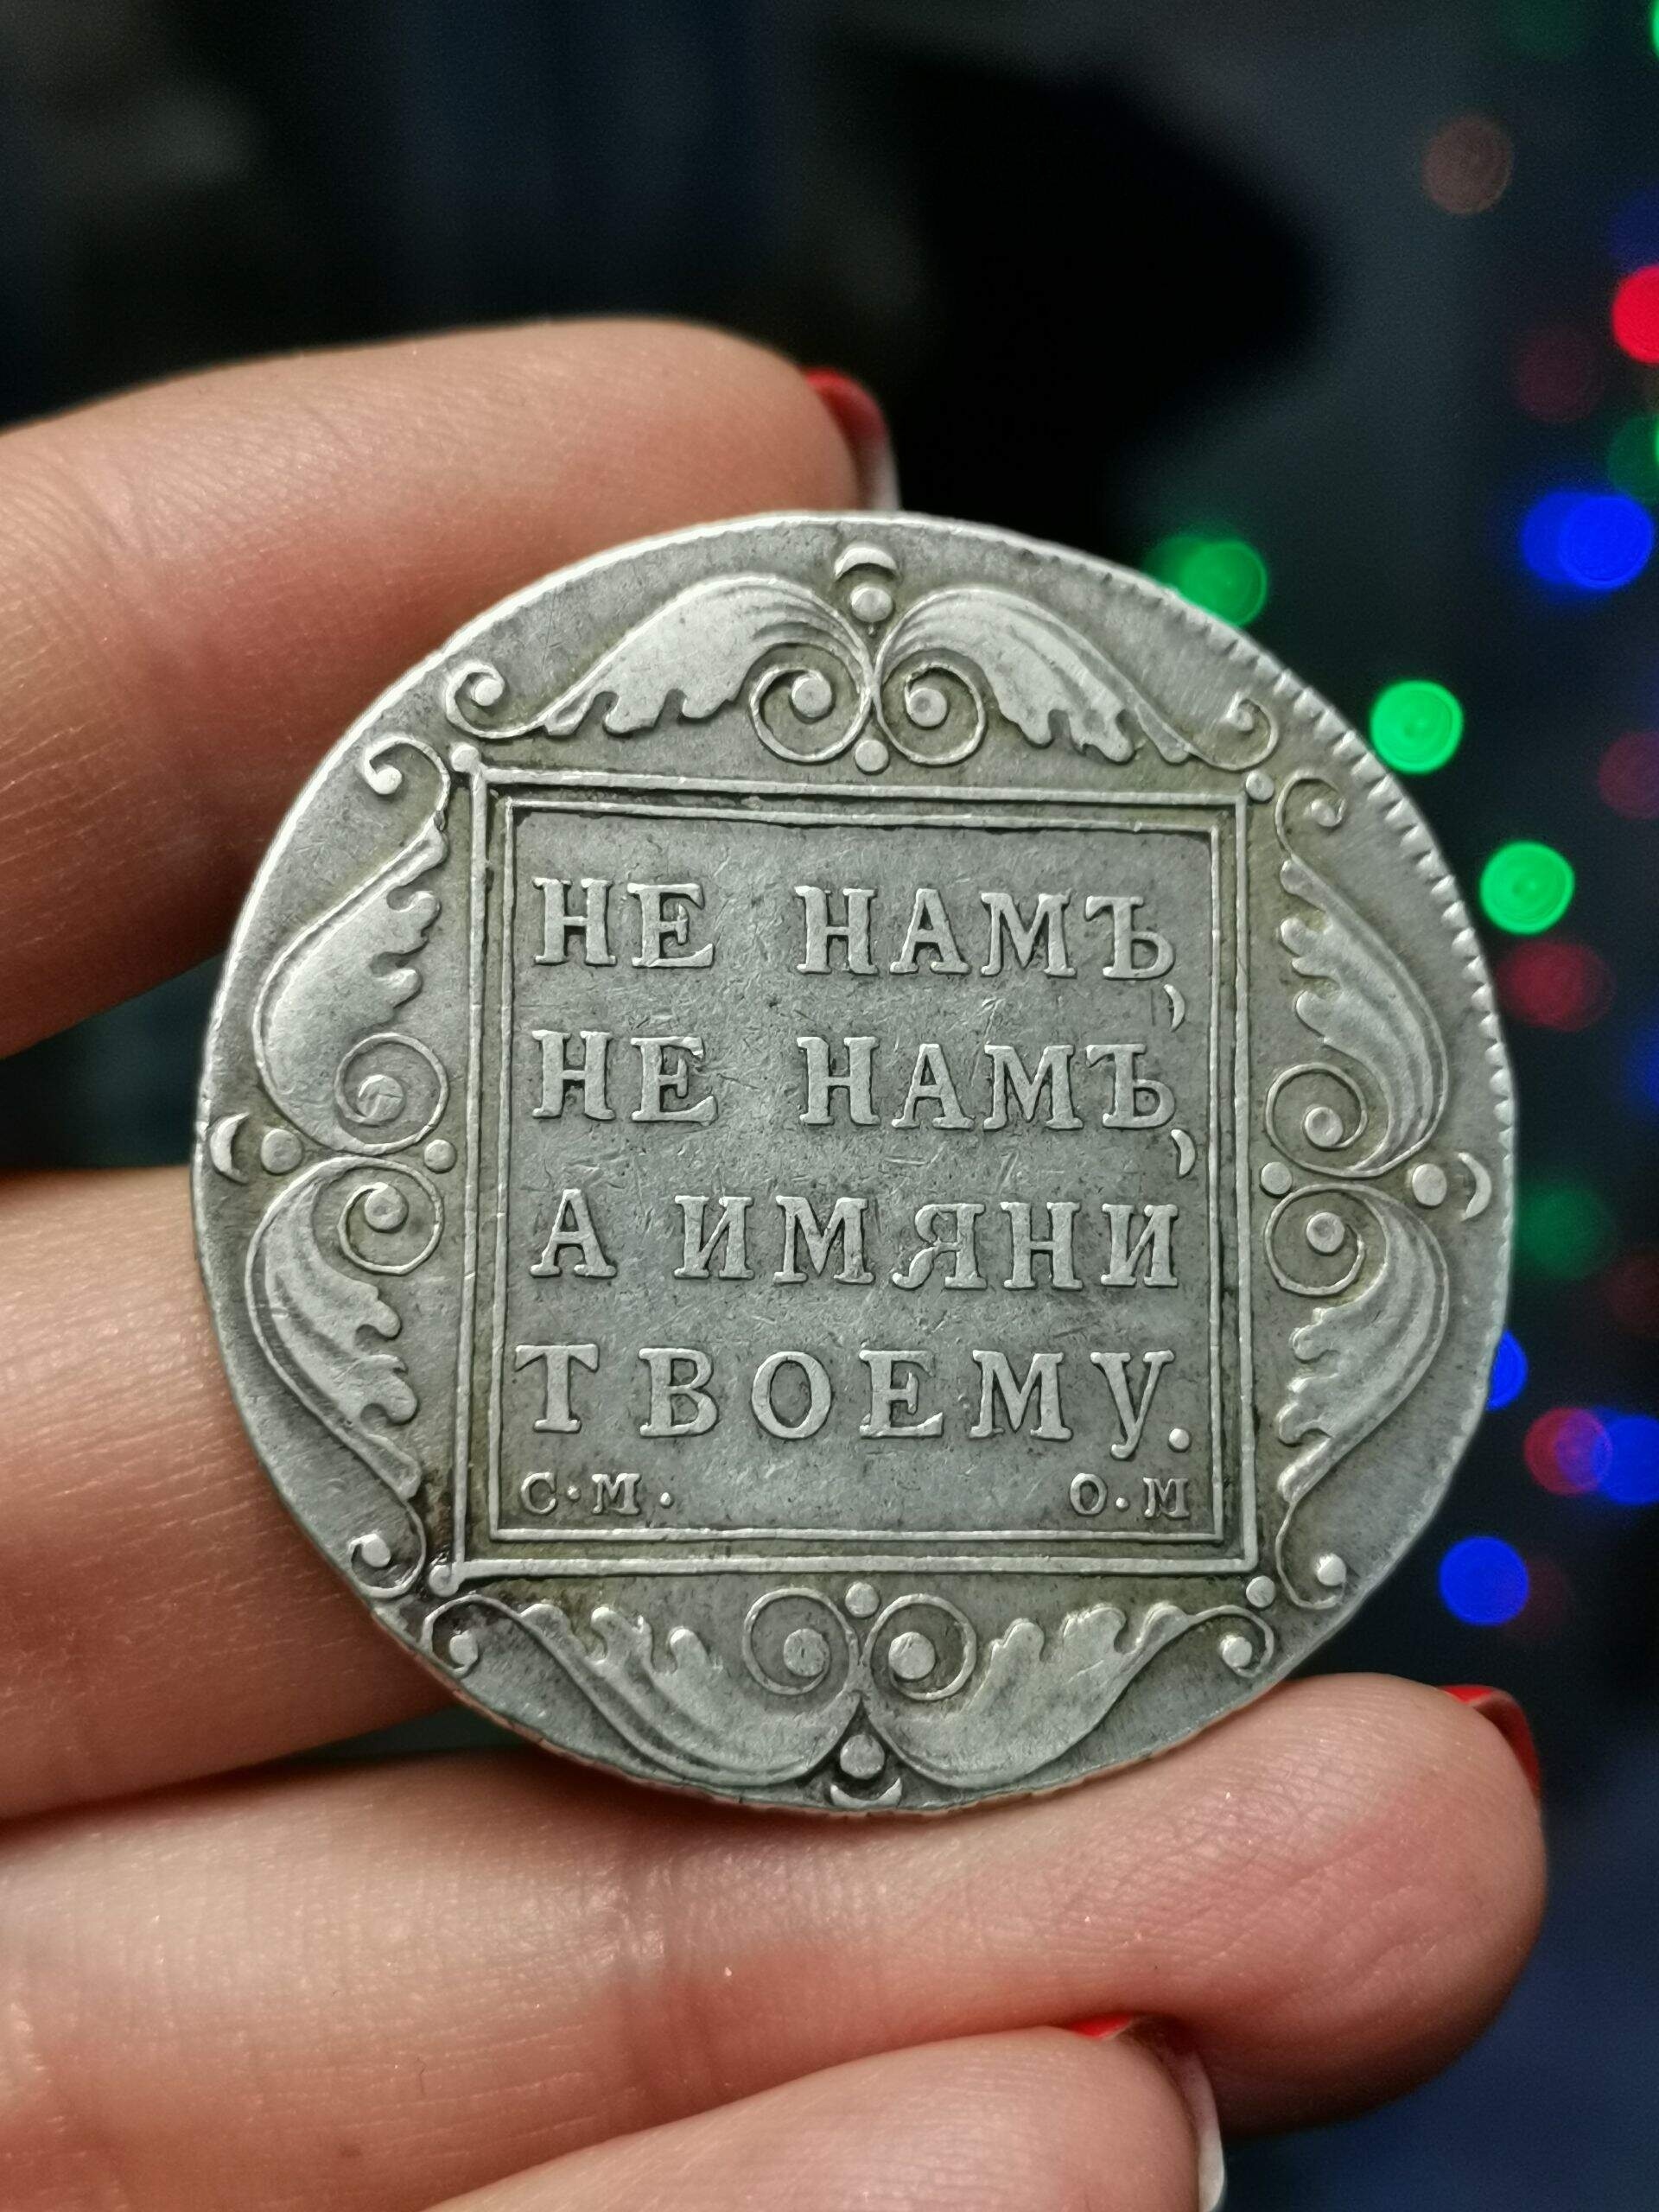 НЕ НАМЪ,
НЕ НАМЪ,
А ИМЯНИ
ТВОЕМУ.
С·М· О·М